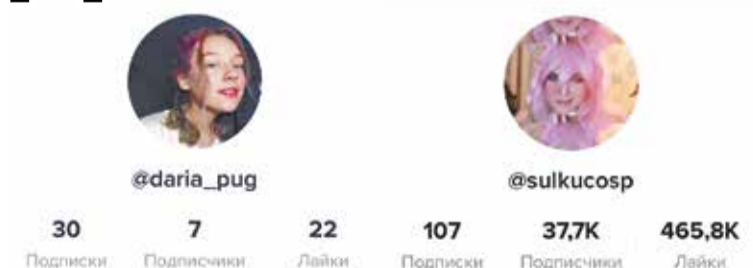 @daria_pug @sulkucosp
30 7 22 107 37,7K 465,8K
Подписки Подписчики Лайки Подписки Подписчики Лайки